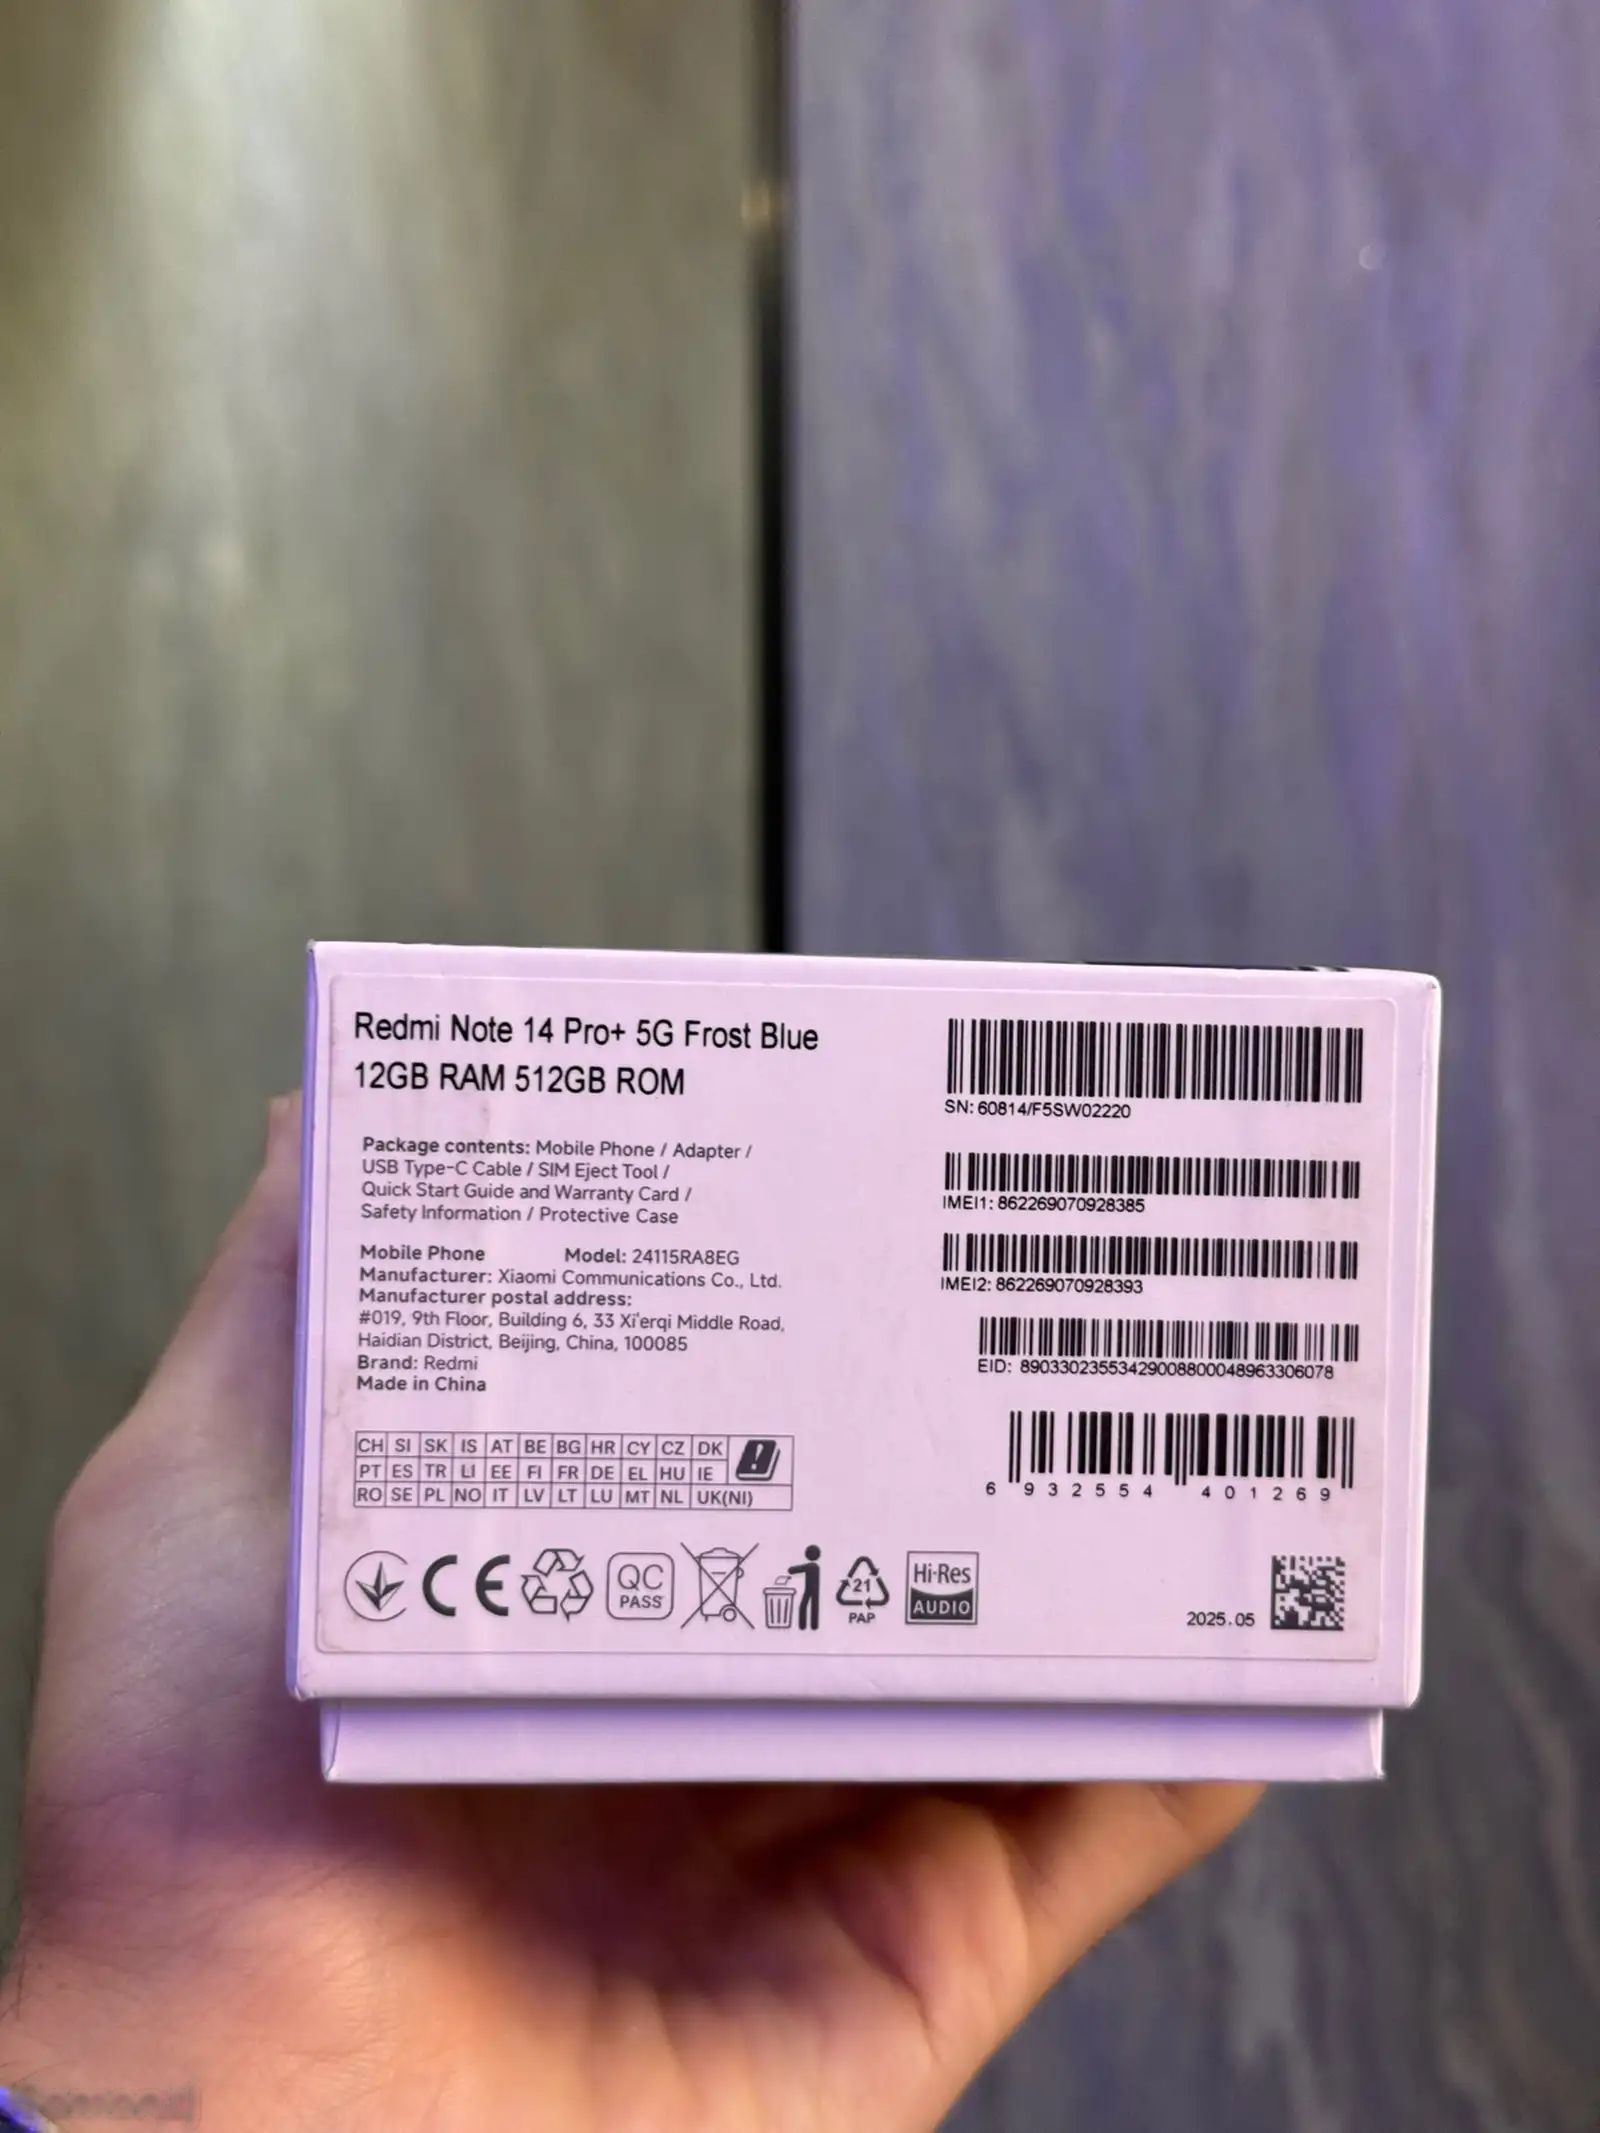 Redmi Note 14 Pro+ 5G Frost Blue
12GB RAM 512GB ROM
Package contents: Mobile Phone / Adapter /
USB Type-C Cable / SIM Eject Tool /
Quick Start Guide and Warranty Card /
Safety Information / Protective Case
Mobile Phone Model: 24115RA8EG
Manufacturer: Xiaomi Communications Co., Ltd.
Manufacturer postal address:
#019, 9th Floor, Building 6, 33 Xi'erqi Middle Road,
Haidian District, Beijing, China, 100085
Brand: Redmi
Made in China
CH SI SK IS AT BE BG HR CY CZ DK
PT ES TR LI EE FI FR DE EL HU IE
RO SE PL NO IT LV LT LU MT NL UK(NI)
CE
QC
PASS
21
PAP
Hi-Res
AUDIO
SN: 60814/F5SW02220
IMEI1: 862269070928385
IMEI2: 862269070928393
EID: 89033023553429008800048963306078
6 932554 401269
2025.05